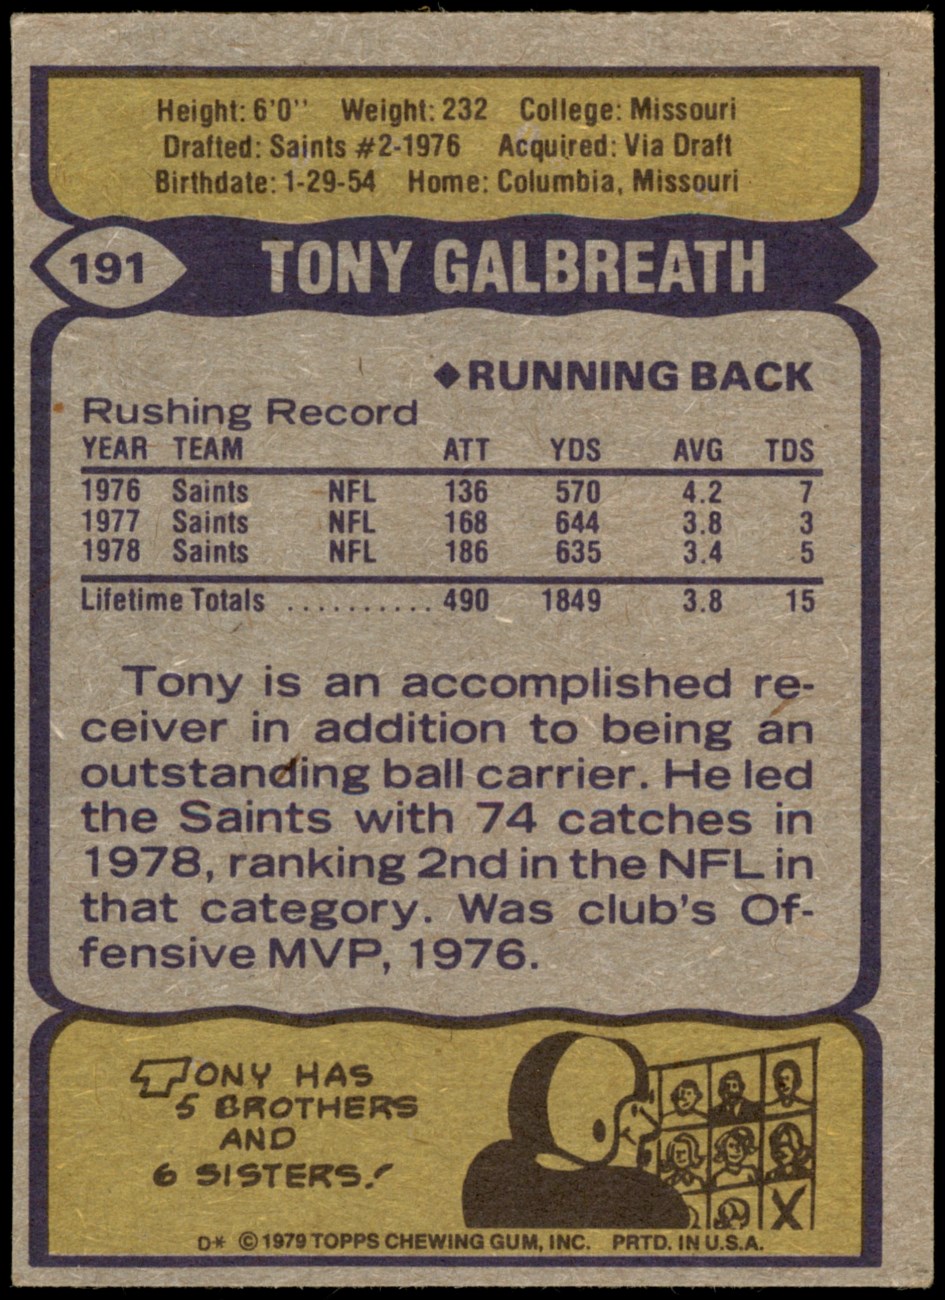 Height: 6'0'' Weight: 232 College: Missouri
Drafted: Saints #2-1976 Acquired: Via Draft
Birthdate: 1-29-54 Home: Columbia, Missouri
191 TONY GALBREATH
◆RUNNING BACK
Rushing Record
YEAR TEAM ATT YDS AVG TDS
1976 Saints NFL 136 570 4.2 7
1977 Saints NFL 168 644 3.8 3
1978 Saints NFL 186 635 3.4 5
Lifetime Totals .......... 490 1849 3.8 15
Tony is an accomplished re-
ceiver in addition to being an
outstanding ball carrier. He led
the Saints with 74 catches in
1978, ranking 2nd in the NFL in
that category. Was club's Of-
fensive MVP, 1976.
TONY HAS
5 BROTHERS
AND
6 SISTERS!
X
D* © 1979 TOPPS CHEWING GUM, INC. PRTD. IN U.S.A.